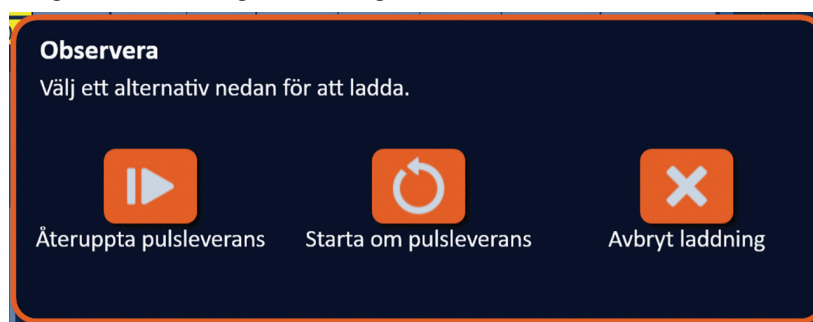 Observera
Välj ett alternativ nedan för att ladda.
Återuppta pulsleverans
Starta om pulsleverans
Avbryt laddning